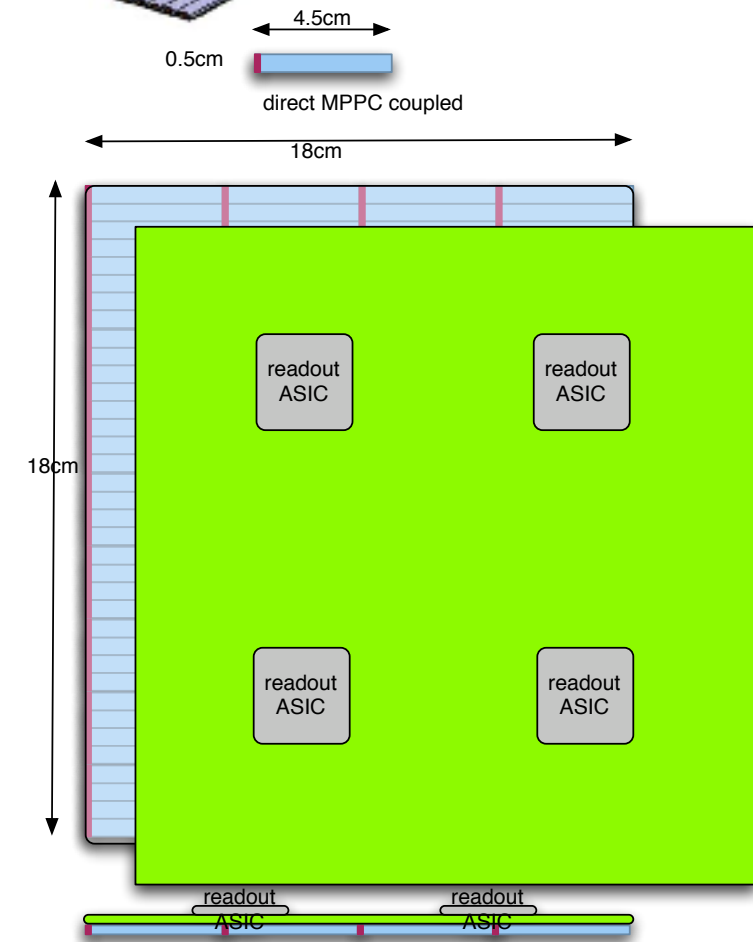 4.5cm
0.5cm
direct MPPC coupled
18cm
readout
ASIC
readout
ASIC
18cm
readout
ASIC
readout
ASIC
readout
ASIC
readout
ASIC